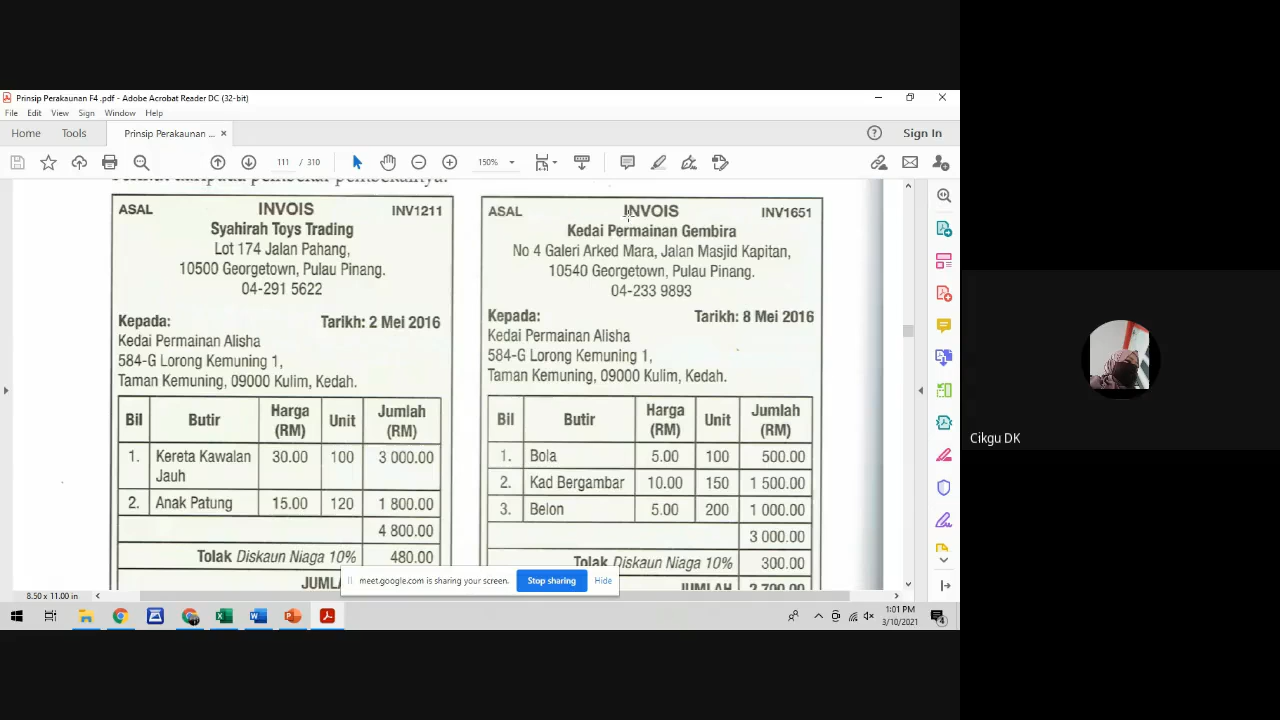 Prinsip Perakaunan F4 .pdf - Adobe Acrobat Reader DC (32-bit)
File Edit View Sign Window Help
Home Tools Prinsip Perakaunan ... × Sign In
111 / 310 150%
ASAL INVOIS INV1211
Syahirah Toys Trading
Lot 174 Jalan Pahang,
10500 Georgetown, Pulau Pinang.
04-291 5622
Kepada: Tarikh: 2 Mei 2016
Kedai Permainan Alisha
584-G Lorong Kemuning 1,
Taman Kemuning, 09000 Kulim, Kedah.
Bil Butir Harga (RM) Unit Jumlah (RM)
1. Kereta Kawalan Jauh 30.00 100 3 000.00
2. Anak Patung 15.00 120 1 800.00
4 800.00
Tolak Diskaun Niaga 10% 480.00
ASAL INVOIS INV1651
Kedai Permainan Gembira
No 4 Galeri Arked Mara, Jalan Masjid Kapitan,
10540 Georgetown, Pulau Pinang.
04-233 9893
Kepada: Tarikh: 8 Mei 2016
Kedai Permainan Alisha
584-G Lorong Kemuning 1,
Taman Kemuning, 09000 Kulim, Kedah.
Bil Butir Harga (RM) Unit Jumlah (RM)
1. Bola 5.00 100 500.00
2. Kad Bergambar 10.00 150 1 500.00
3. Belon 5.00 200 1 000.00
3 000.00
Tolak Diskaun Niaga 10% 300.00
JUMLAH 2 700.00
meet.google.com is sharing your screen. Stop sharing Hide
8.50 x 11.00 in
1:01 PM
3/10/2021
4
Cikgu DK